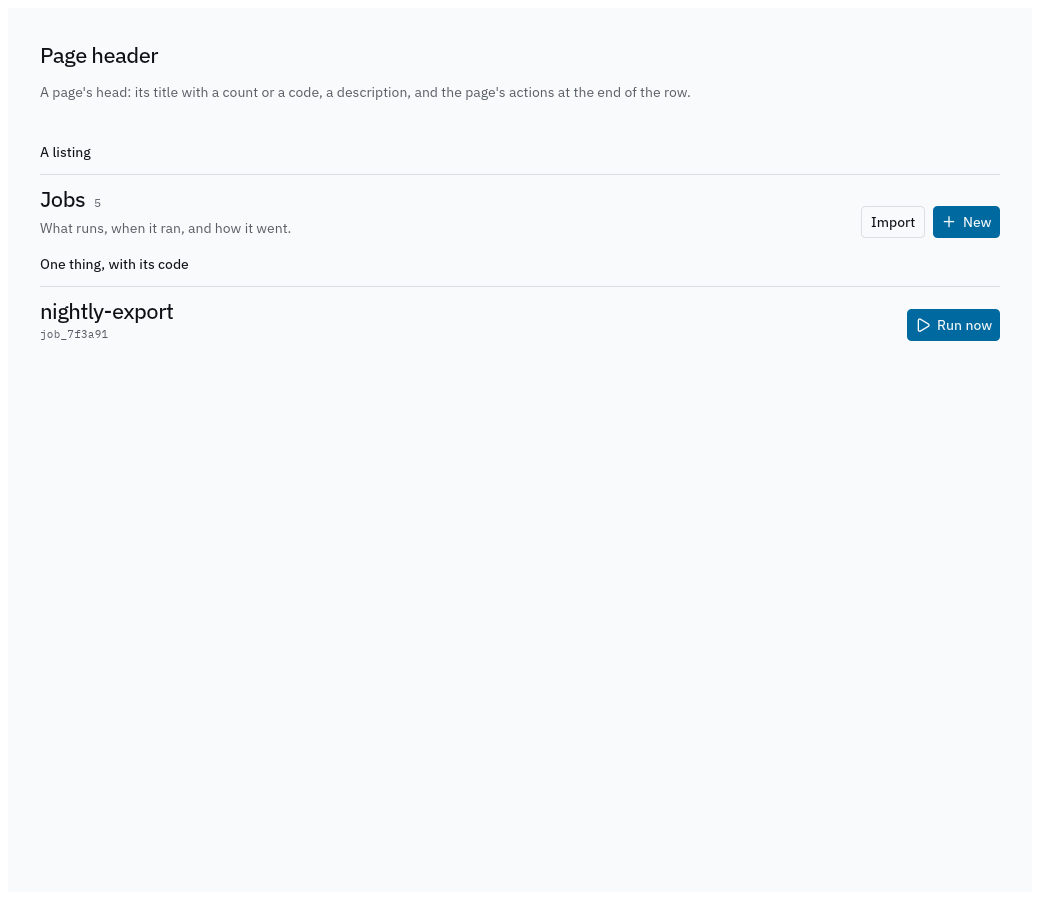 Page header
A page's head: its title with a count or a code, a description, and the page's actions at the end of the row.
A listing
Jobs 5
What runs, when it ran, and how it went.
Import
New
One thing, with its code
nightly-export
job_7f3a91
Run now